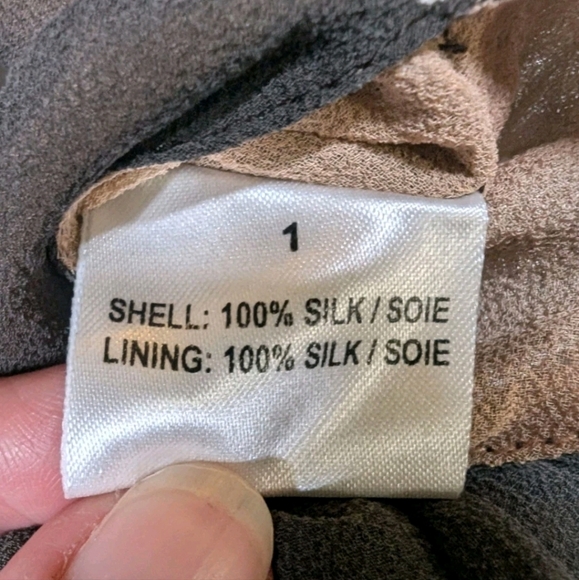 1
SHELL: 100% SILK / SOIE
LINING: 100% SILK / SOIE